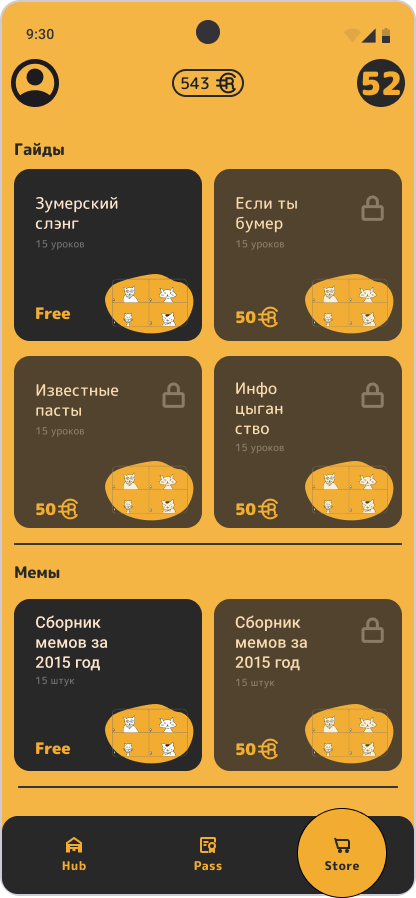 9:30
543
52
Гайды
Зумерский
слэнг
15 уроков
Free
Если ты
бумер
15 уроков
50
Известные
пасты
15 уроков
50
Инфо
цыган
ство
15 уроков
50
Мемы
Сборник
мемов за
2015 год
15 штук
Free
Сборник
мемов за
2015 год
15 штук
50
Hub
Pass
Store